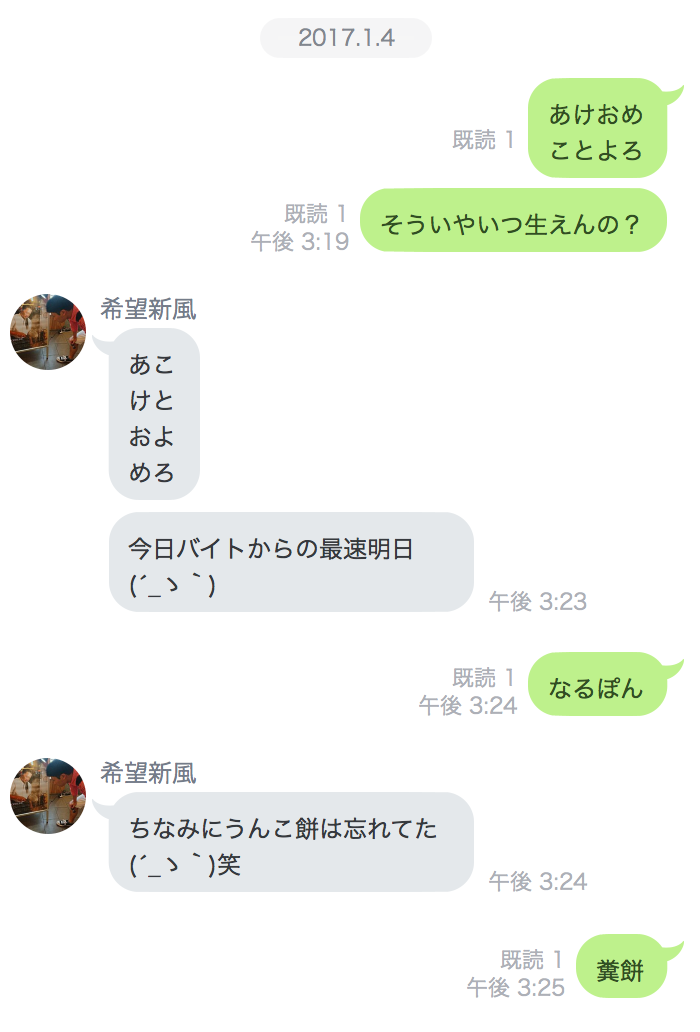 2017.1.4
あけおめ
ことよろ
既読 1
そういやいつ生えんの？
既読 1
午後 3:19
希望新風
あこ
けと
およ
めろ
今日バイトからの最速明日
(´_ゝ｀)
午後 3:23
なるぽん
既読 1
午後 3:24
希望新風
ちなみにうんこ餅は忘れてた
(´_ゝ｀)笑
午後 3:24
糞餅
既読 1
午後 3:25